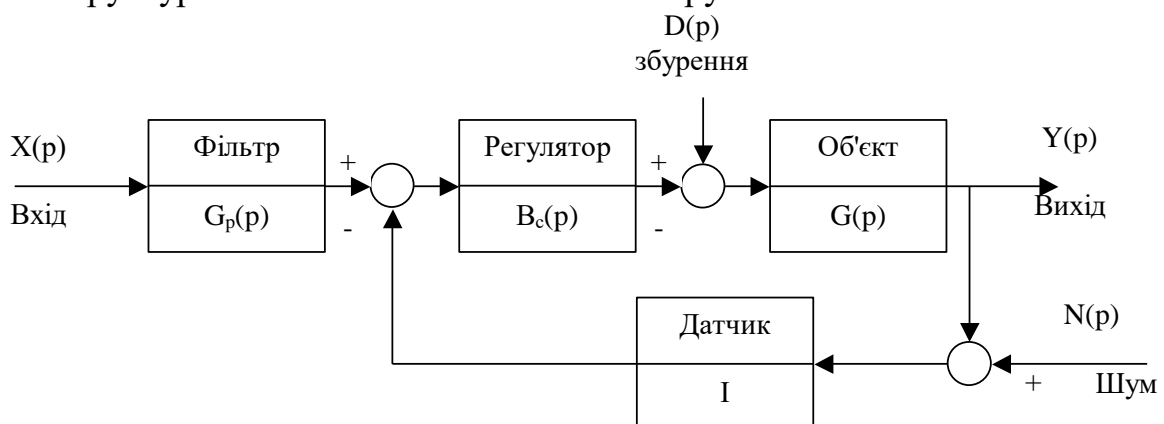 D(p)
збурення
X(p)
Вхід
Фільтр
Gp(p)
+
-
Регулятор
Bc(p)
+
-
Об'єкт
G(p)
Y(p)
Вихід
Датчик
I
N(p)
+
Шум